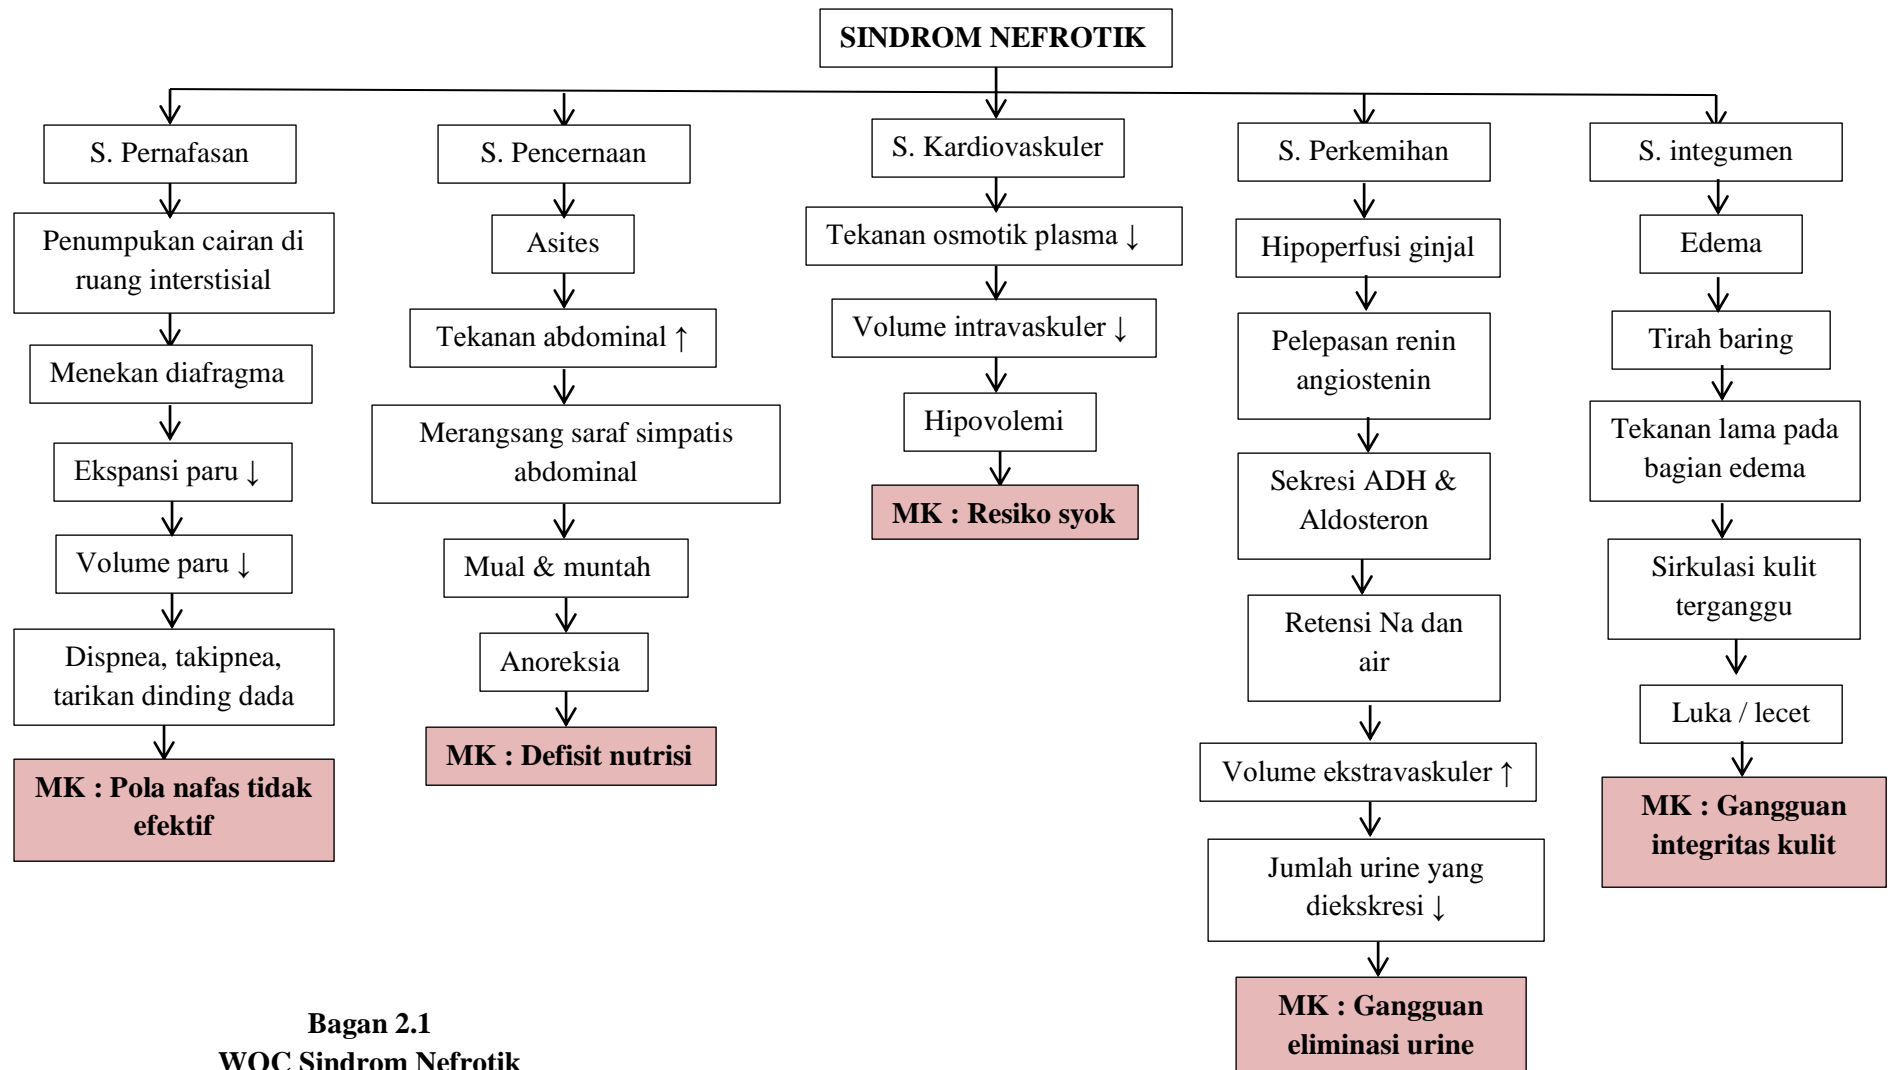 SINDROM NEFROTIK
S. Pernafasan
Penumpukan cairan di
ruang interstisial
Menekan diafragma
Ekspansi paru ↓
Volume paru ↓
Dispnea, takipnea,
tarikan dinding dada
MK : Pola nafas tidak
efektif
S. Pencernaan
Asites
Tekanan abdominal ↑
Merangsang saraf simpatis
abdominal
Mual & muntah
Anoreksia
MK : Defisit nutrisi
S. Kardiovaskuler
Tekanan osmotik plasma ↓
Volume intravaskuler ↓
Hipovolemi
MK : Resiko syok
S. Perkemihan
Hipoperfusi ginjal
Pelepasan renin
angiostenin
Sekresi ADH &
Aldosteron
Retensi Na dan
air
Volume ekstravaskuler ↑
Jumlah urine yang
diekskresi ↓
MK : Gangguan
eliminasi urine
S. integumen
Edema
Tirah baring
Tekanan lama pada
bagian edema
Sirkulasi kulit
terganggu
Luka / lecet
MK : Gangguan
integritas kulit
Bagan 2.1
WOC Sindrom Nefrotik